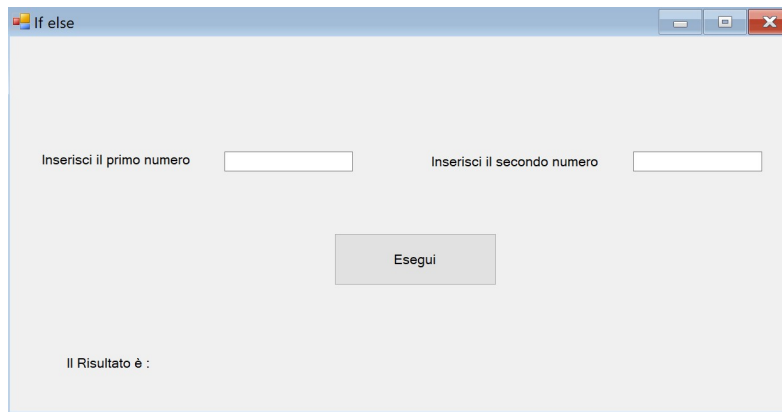 If else
Inserisci il primo numero
Inserisci il secondo numero
Esegui
Il Risultato è :